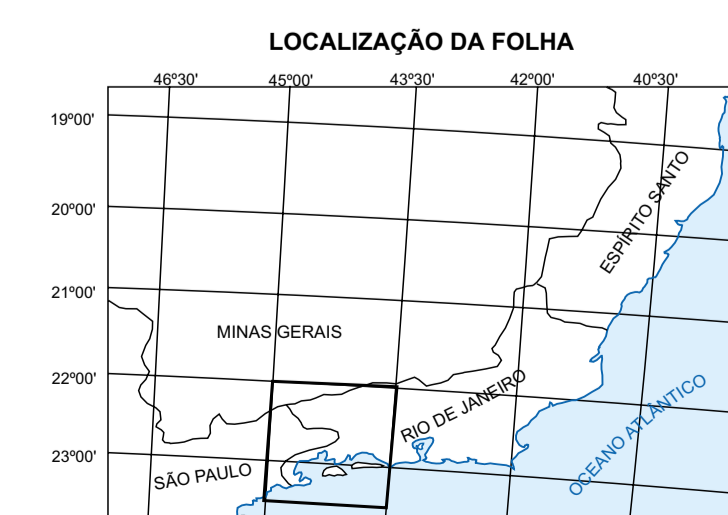 LOCALIZAÇÃO DA FOLHA
46º30' 45º00' 43º30' 42º00' 40º30'
19º00'
20º00'
21º00'
22º00'
23º00'
ESPÍRITO SANTO
MINAS GERAIS
RIO DE JANEIRO
OCEANO ATLÂNTICO
SÃO PAULO